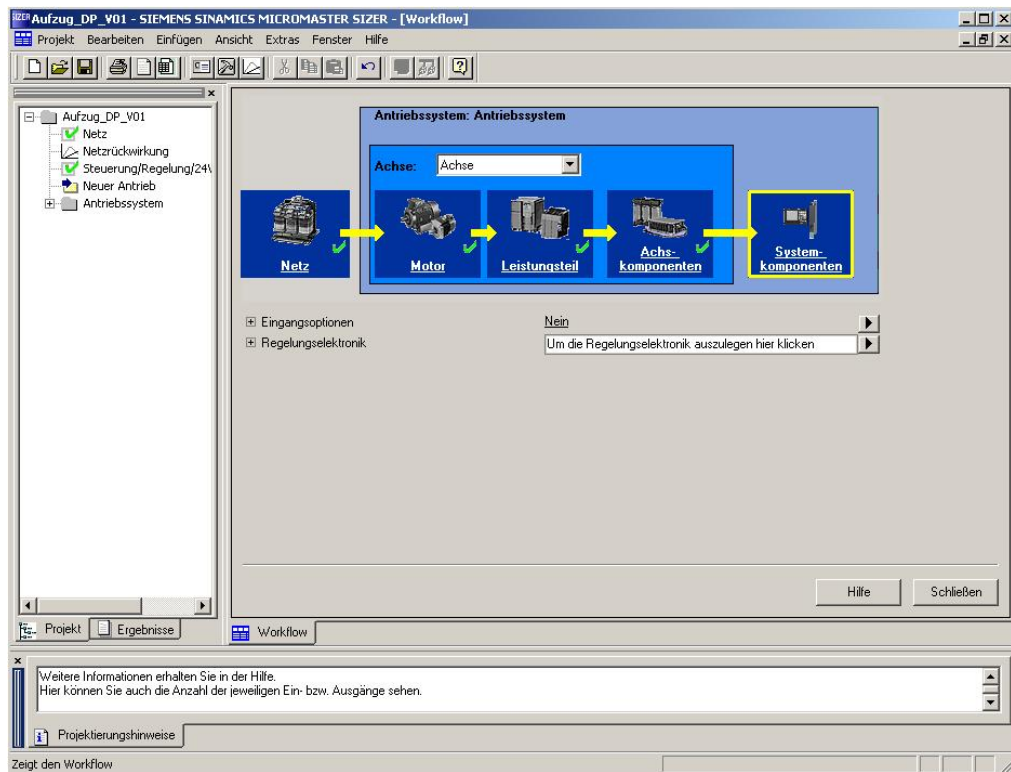 SIZER Aufzug_DP_V01 - SIEMENS SINAMICS MICROMASTER SIZER - [Workflow]
Projekt Bearbeiten Einfügen Ansicht Extras Fenster Hilfe
Aufzug_DP_V01
Netz
Netzrückwirkung
Steuerung/Regelung/24\
Neuer Antrieb
Antriebssystem
Projekt
Ergebnisse
Antriebssystem: Antriebssystem
Achse: Achse
Netz
Motor
Leistungsteil
Achs-
komponenten
System-
komponenten
Eingangsoptionen Nein
Regelungselektronik Um die Regelungselektronik auszulegen hier klicken
Hilfe
Schließen
Workflow
Weitere Informationen erhalten Sie in der Hilfe.
Hier können Sie auch die Anzahl der jeweiligen Ein- bzw. Ausgänge sehen.
Projektierungshinweise
Zeigt den Workflow